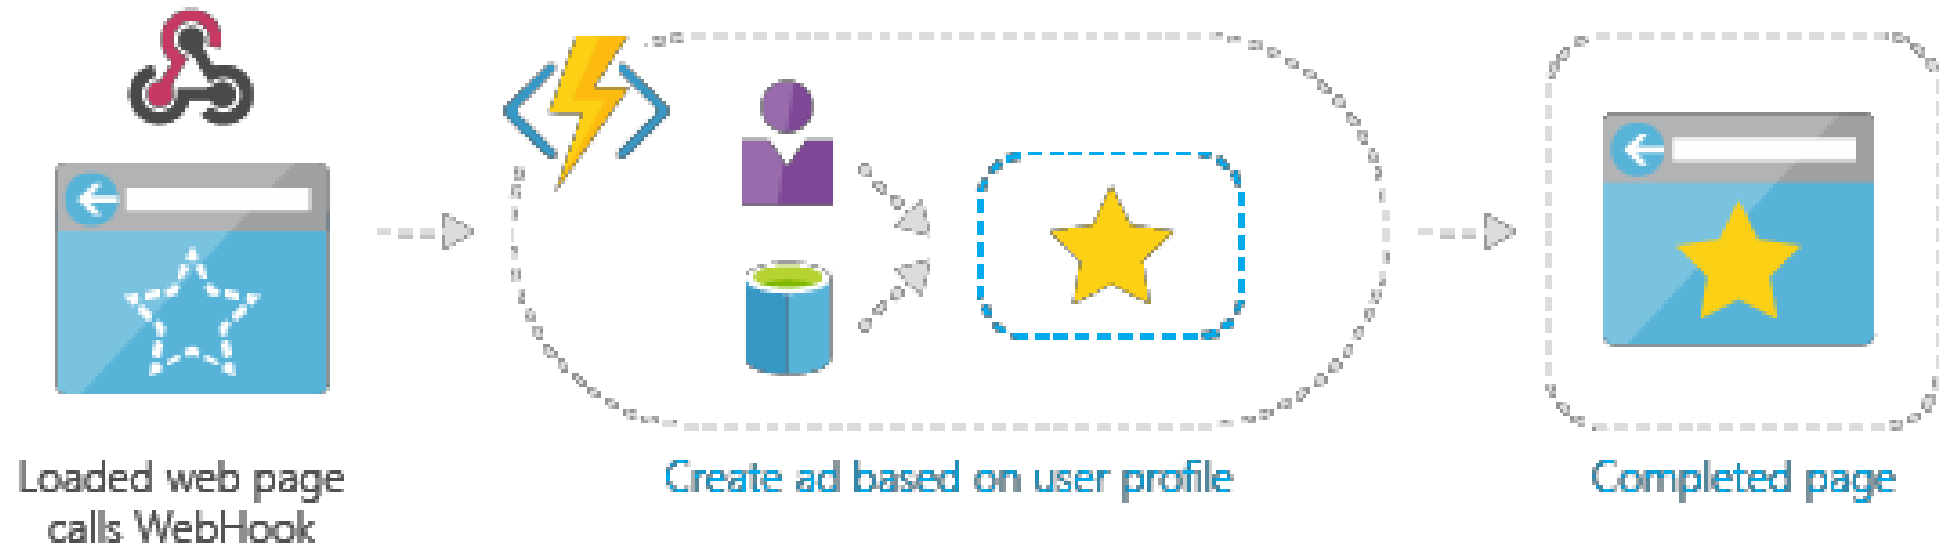 Loaded web page
calls WebHook
Create ad based on user profile
Completed page